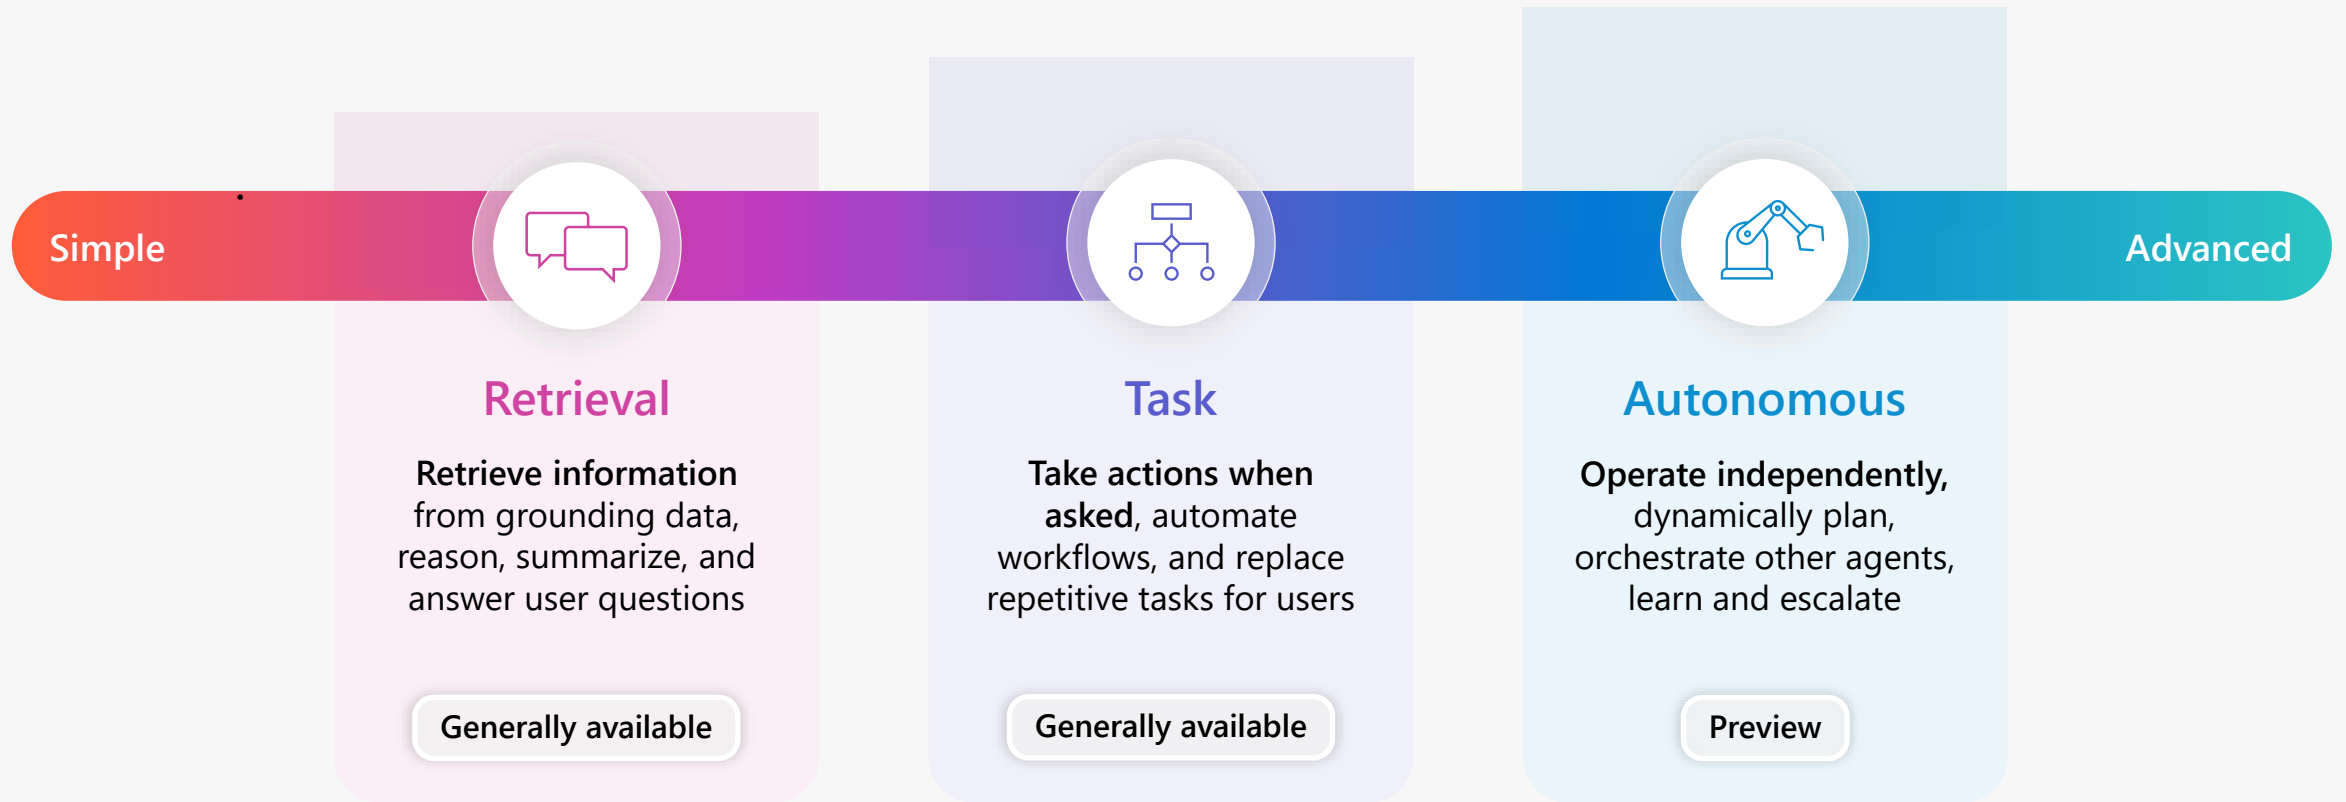 Simple
Advanced
Retrieval
Retrieve information
from grounding data,
reason, summarize, and
answer user questions
Generally available
Task
Take actions when
asked, automate
workflows, and replace
repetitive tasks for users
Generally available
Autonomous
Operate independently,
dynamically plan,
orchestrate other agents,
learn and escalate
Preview